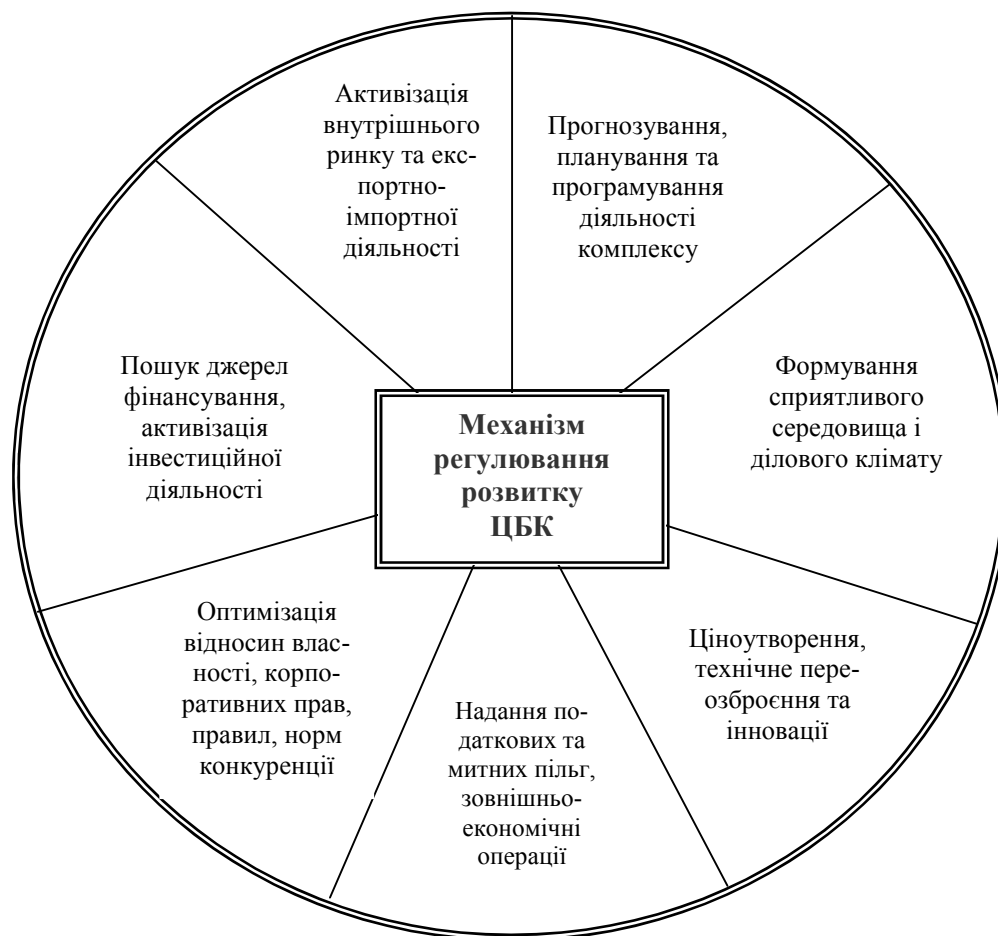 Активізація
внутрішнього
ринку та екс-
портно-
імпортної
діяльності
Прогнозування,
планування та
програмування
діяльності
комплексу
Пошук джерел
фінансування,
активізація
інвестиційної
діяльності
Механізм
регулювання
розвитку
ЦБК
Формування
сприятливого
середовища і
ділового клімату
Оптимізація
відносин влас-
ності, корпо-
ративних прав,
правил, норм
конкуренції
Надання по-
даткових та
митних пільг,
зовнішньо-
економічні
операції
Ціноутворення,
технічне пере-
озброєння та
інновації